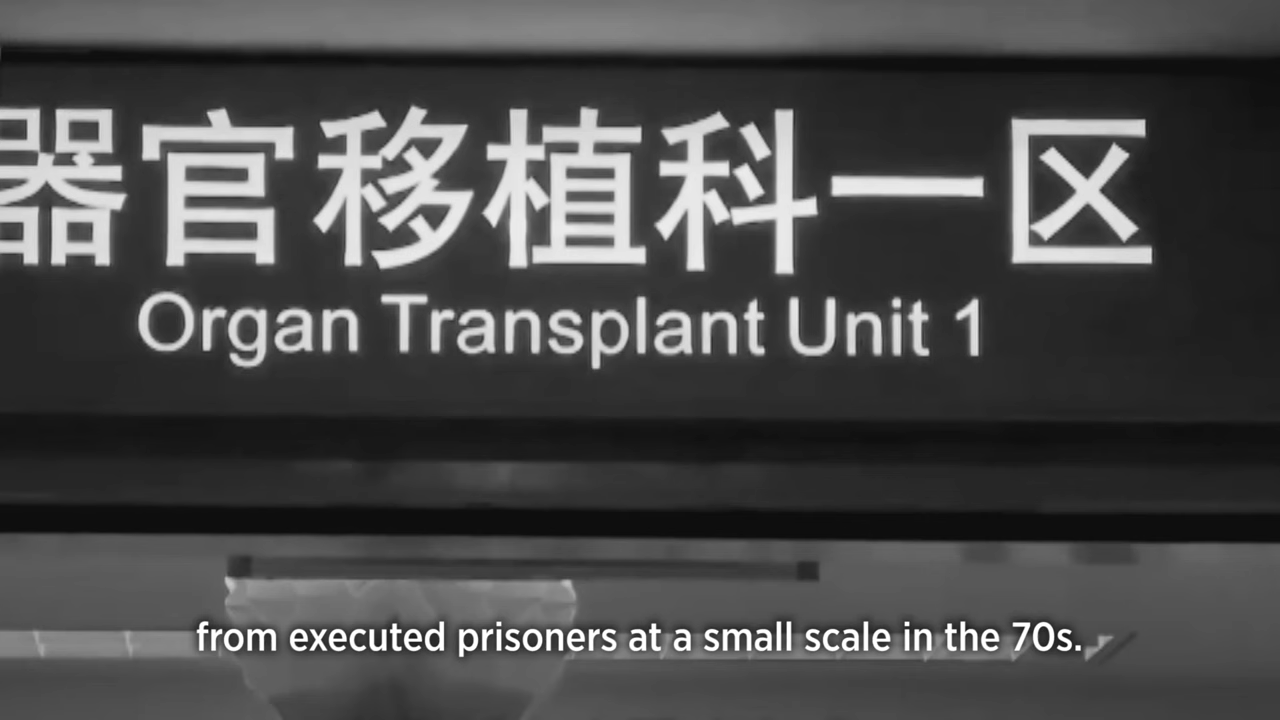 器官移植科一区
Organ Transplant Unit 1
from executed prisoners at a small scale in the 70s.